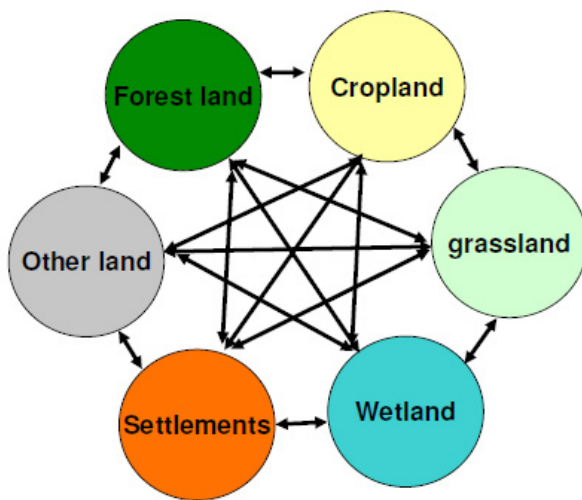 Forest land
Cropland
Other land
grassland
Settlements
Wetland